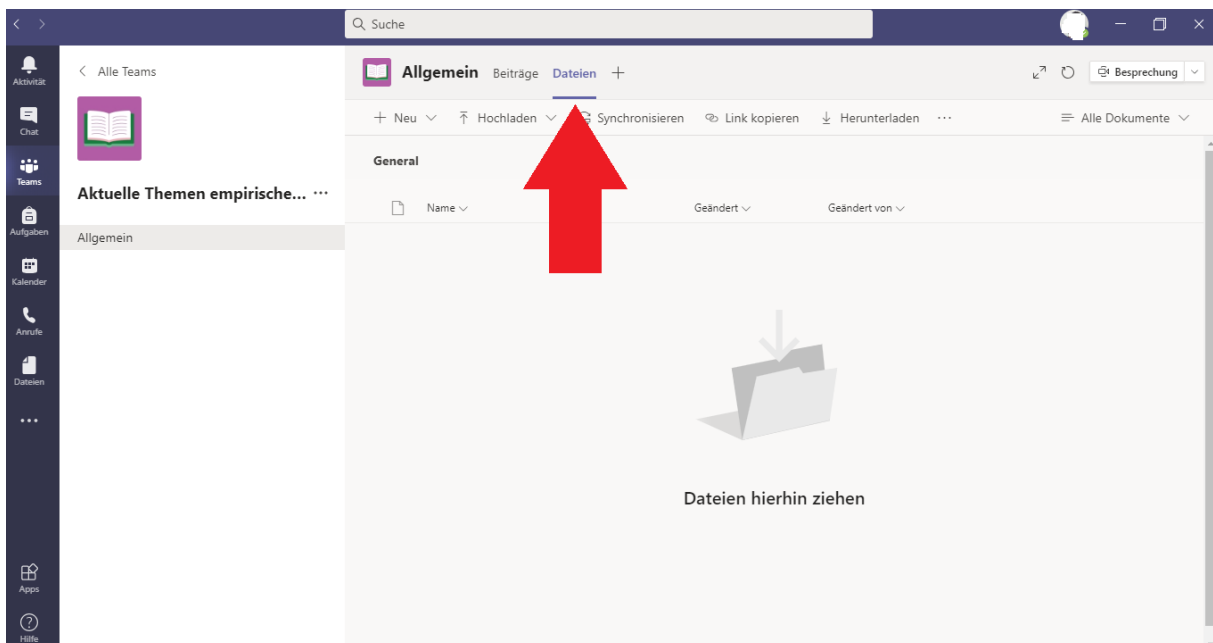 Suche
Aktivität
Chat
Teams
Aufgaben
Kalender
Anrufe
Dateien
Apps
Hilfe
Alle Teams
Aktuelle Themen empirische... ...
Allgemein
Allgemein Beiträge Dateien +
Besprechung
+ Neu Hochladen Synchronisieren Link kopieren Herunterladen ... Alle Dokumente
General
Name Geändert Geändert von
Dateien hierhin ziehen